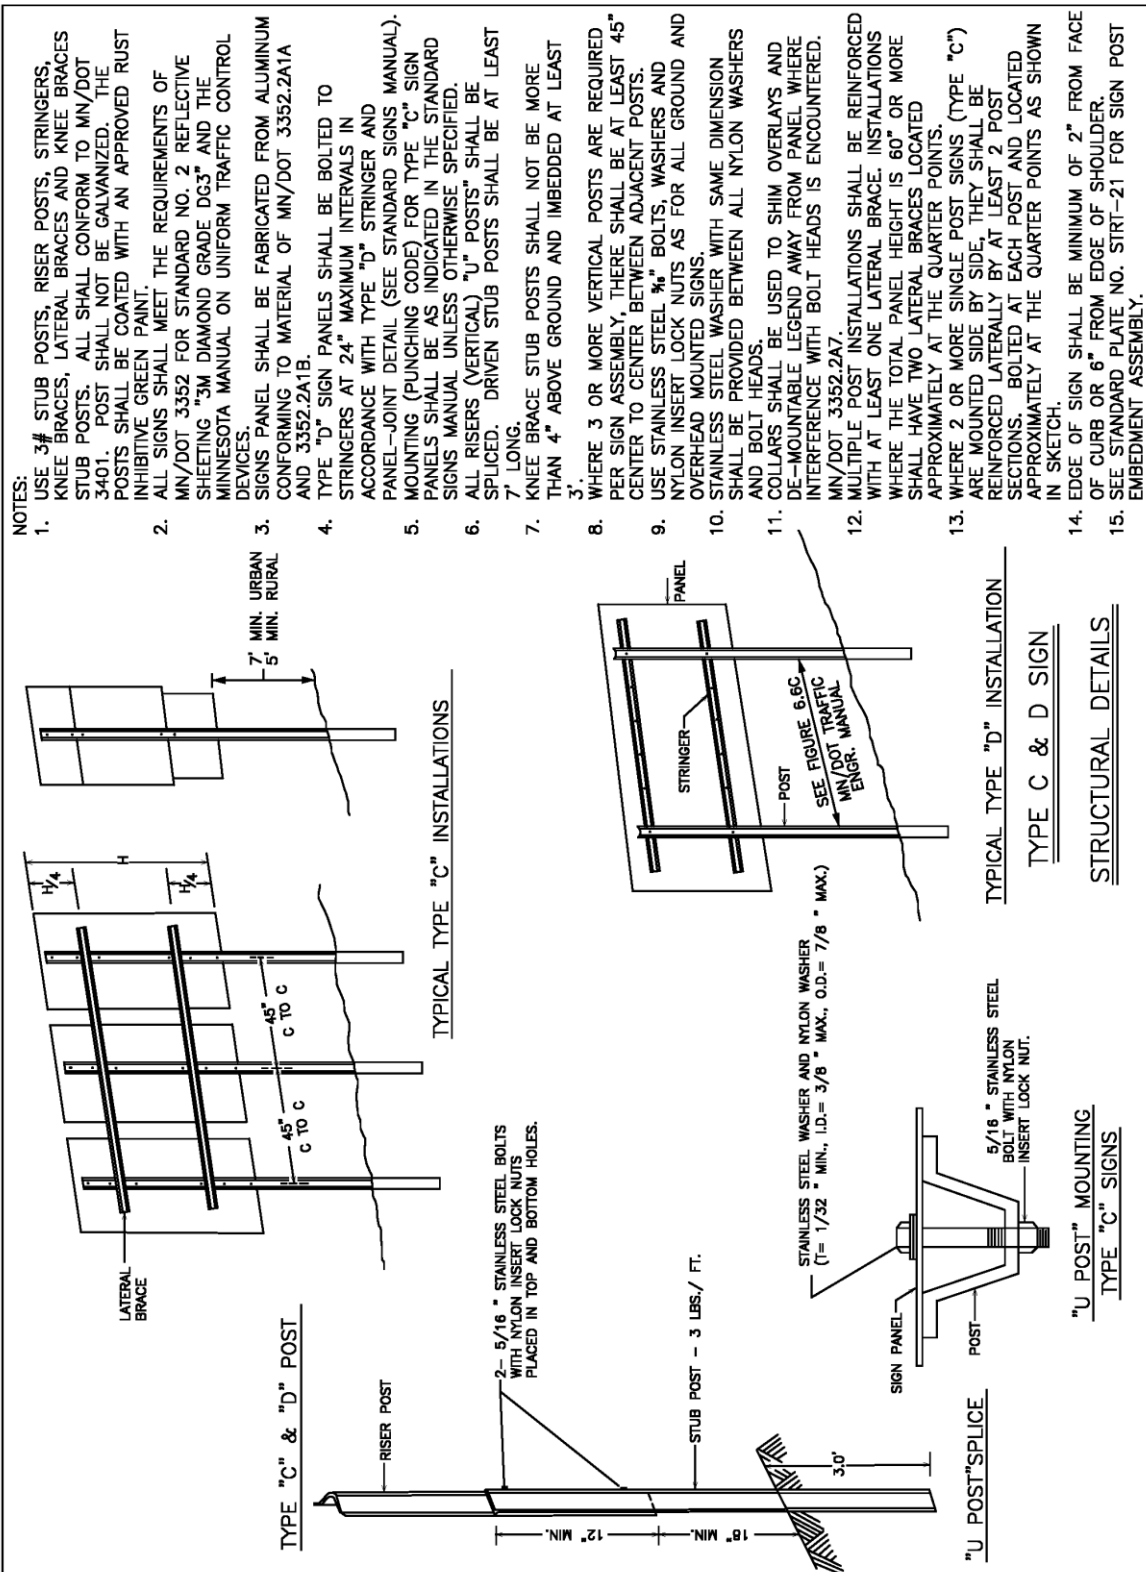 NOTES:
1. USE 3# STUB POSTS, RISER POSTS, STRINGERS,
KNEE BRACES, LATERAL BRACES AND KNEE BRACES
STUB POSTS. ALL SHALL CONFORM TO MN/DOT
3401. POST SHALL NOT BE GALVANIZED. THE
POSTS SHALL BE COATED WITH AN APPROVED RUST
INHIBITIVE GREEN PAINT.
2. ALL SIGNS SHALL MEET THE REQUIREMENTS OF
MN/DOT 3352 FOR STANDARD NO. 2 REFLECTIVE
SHEETING "3M DIAMOND GRADE DG3" AND THE
MINNESOTA MANUAL ON UNIFORM TRAFFIC CONTROL
DEVICES.
3. SIGNS PANEL SHALL BE FABRICATED FROM ALUMINUM
CONFORMING TO MATERIAL OF MN/DOT 3352.2A1A
AND 3352.2A1B.
4. TYPE "D" SIGN PANELS SHALL BE BOLTED TO
STRINGERS AT 24" MAXIMUM INTERVALS IN
ACCORDANCE WITH TYPE "D" STRINGER AND
PANEL-JOINT DETAIL (SEE STANDARD SIGNS MANUAL).
5. MOUNTING (PUNCHING CODE) FOR TYPE "C" SIGN
PANELS SHALL BE AS INDICATED IN THE STANDARD
SIGNS MANUAL UNLESS OTHERWISE SPECIFIED.
6. ALL RISERS (VERTICAL) "U" POSTS" SHALL BE
SPLICED. DRIVEN STUB POSTS SHALL BE AT LEAST
7' LONG.
7. KNEE BRACE STUB POSTS SHALL NOT BE MORE
THAN 4" ABOVE GROUND AND IMBEDDED AT LEAST
3'.
8. WHERE 3 OR MORE VERTICAL POSTS ARE REQUIRED
PER SIGN ASSEMBLY, THERE SHALL BE AT LEAST 45"
CENTER TO CENTER BETWEEN ADJACENT POSTS.
9. USE STAINLESS STEEL 5/16" BOLTS, WASHERS AND
NYLON INSERT LOCK NUTS AS FOR ALL GROUND AND
OVERHEAD MOUNTED SIGNS.
10. STAINLESS STEEL WASHER WITH SAME DIMENSION
SHALL BE PROVIDED BETWEEN ALL NYLON WASHERS
AND BOLT HEADS.
11. COLLARS SHALL BE USED TO SHIM OVERLAYS AND
DE-MOUNTABLE LEGEND AWAY FROM PANEL WHERE
INTERFERENCE WITH BOLT HEADS IS ENCOUNTERED.
MN/DOT 3352.2A7.
12. MULTIPLE POST INSTALLATIONS SHALL BE REINFORCED
WITH AT LEAST ONE LATERAL BRACE. INSTALLATIONS
WHERE THE TOTAL PANEL HEIGHT IS 60" OR MORE
SHALL HAVE TWO LATERAL BRACES LOCATED
APPROXIMATELY AT THE QUARTER POINTS.
13. WHERE 2 OR MORE SINGLE POST SIGNS (TYPE "C")
ARE MOUNTED SIDE BY SIDE, THEY SHALL BE
REINFORCED LATERALLY BY AT LEAST 2 POST
SECTIONS. BOLTED AT EACH POST AND LOCATED
APPROXIMATELY AT THE QUARTER POINTS AS SHOWN
IN SKETCH.
14. EDGE OF SIGN SHALL BE MINIMUM OF 2" FROM FACE
OF CURB OR 6" FROM EDGE OF SHOULDER.
15. SEE STANDARD PLATE NO. STRT-21 FOR SIGN POST
EMBEDMENT ASSEMBLY.
TYPE "C" & "D" POST
RISER POST
2- 5/16 " STAINLESS STEEL BOLTS
WITH NYLON INSERT LOCK NUTS
PLACED IN TOP AND BOTTOM HOLES.
STUB POST - 3 LBS./ FT.
12" MIN.
18" MIN.
3.0'
"U POST"SPLICE
LATERAL
BRACE
H/4
H
H/4
45"
C TO C
45"
C TO C
7' MIN. URBAN
5' MIN. RURAL
TYPICAL TYPE "C" INSTALLATIONS
STAINLESS STEEL WASHER AND NYLON WASHER
(T= 1/32 " MIN., I.D.= 3/8 " MAX., O.D.= 7/8 " MAX.)
SIGN PANEL
POST
5/16 " STAINLESS STEEL
BOLT WITH NYLON
INSERT LOCK NUT.
"U POST" MOUNTING
TYPE "C" SIGNS
PANEL
STRINGER
POST
SEE FIGURE 6.6C
MN/DOT TRAFFIC
ENGR. MANUAL
TYPICAL TYPE "D" INSTALLATION
TYPE C & D SIGN
STRUCTURAL DETAILS